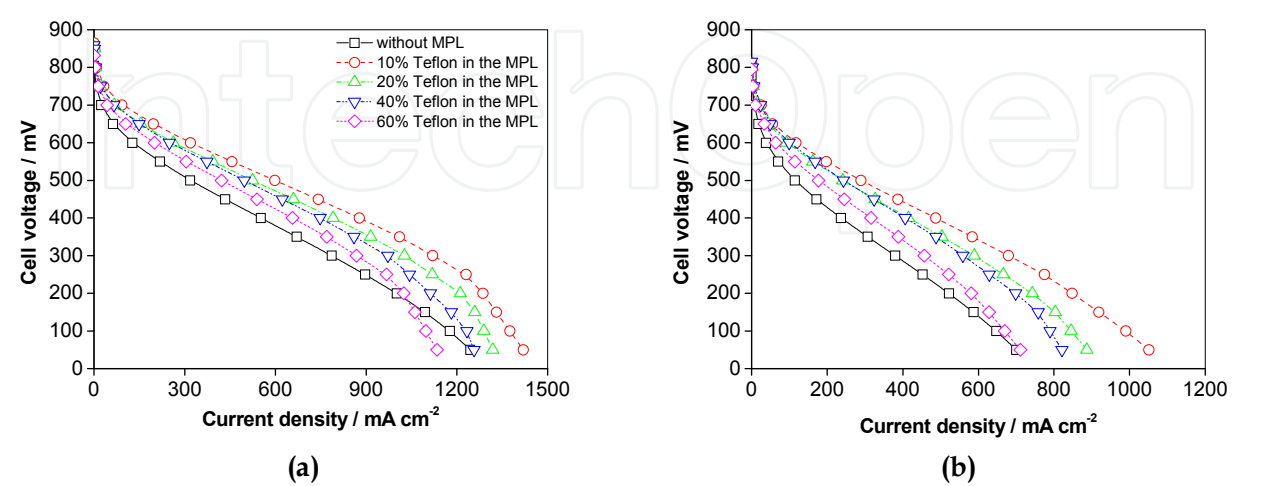 900
800
700
600
500
400
300
200
100
0
Cell voltage / mV
without MPL
10% Teflon in the MPL
20% Teflon in the MPL
40% Teflon in the MPL
60% Teflon in the MPL
0 300 600 900 1200 1500
Current density / mA cm-2
(a)
900
800
700
600
500
400
300
200
100
0
Cell voltage / mV
0 200 400 600 800 1000 1200
Current density / mA cm-2
(b)
IntechOpen